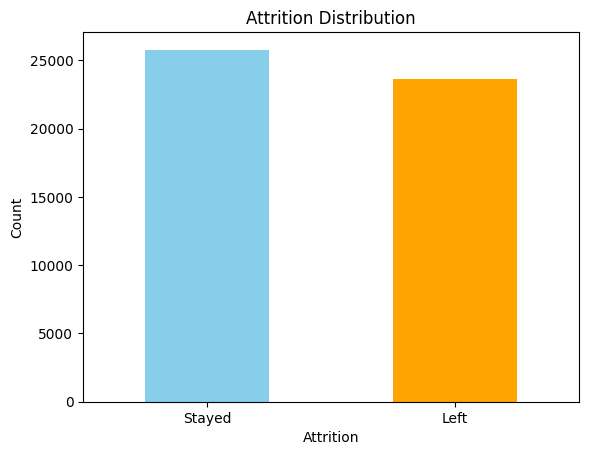 Attrition Distribution
25000
20000
15000
10000
5000
0
Count
Stayed
Left
Attrition